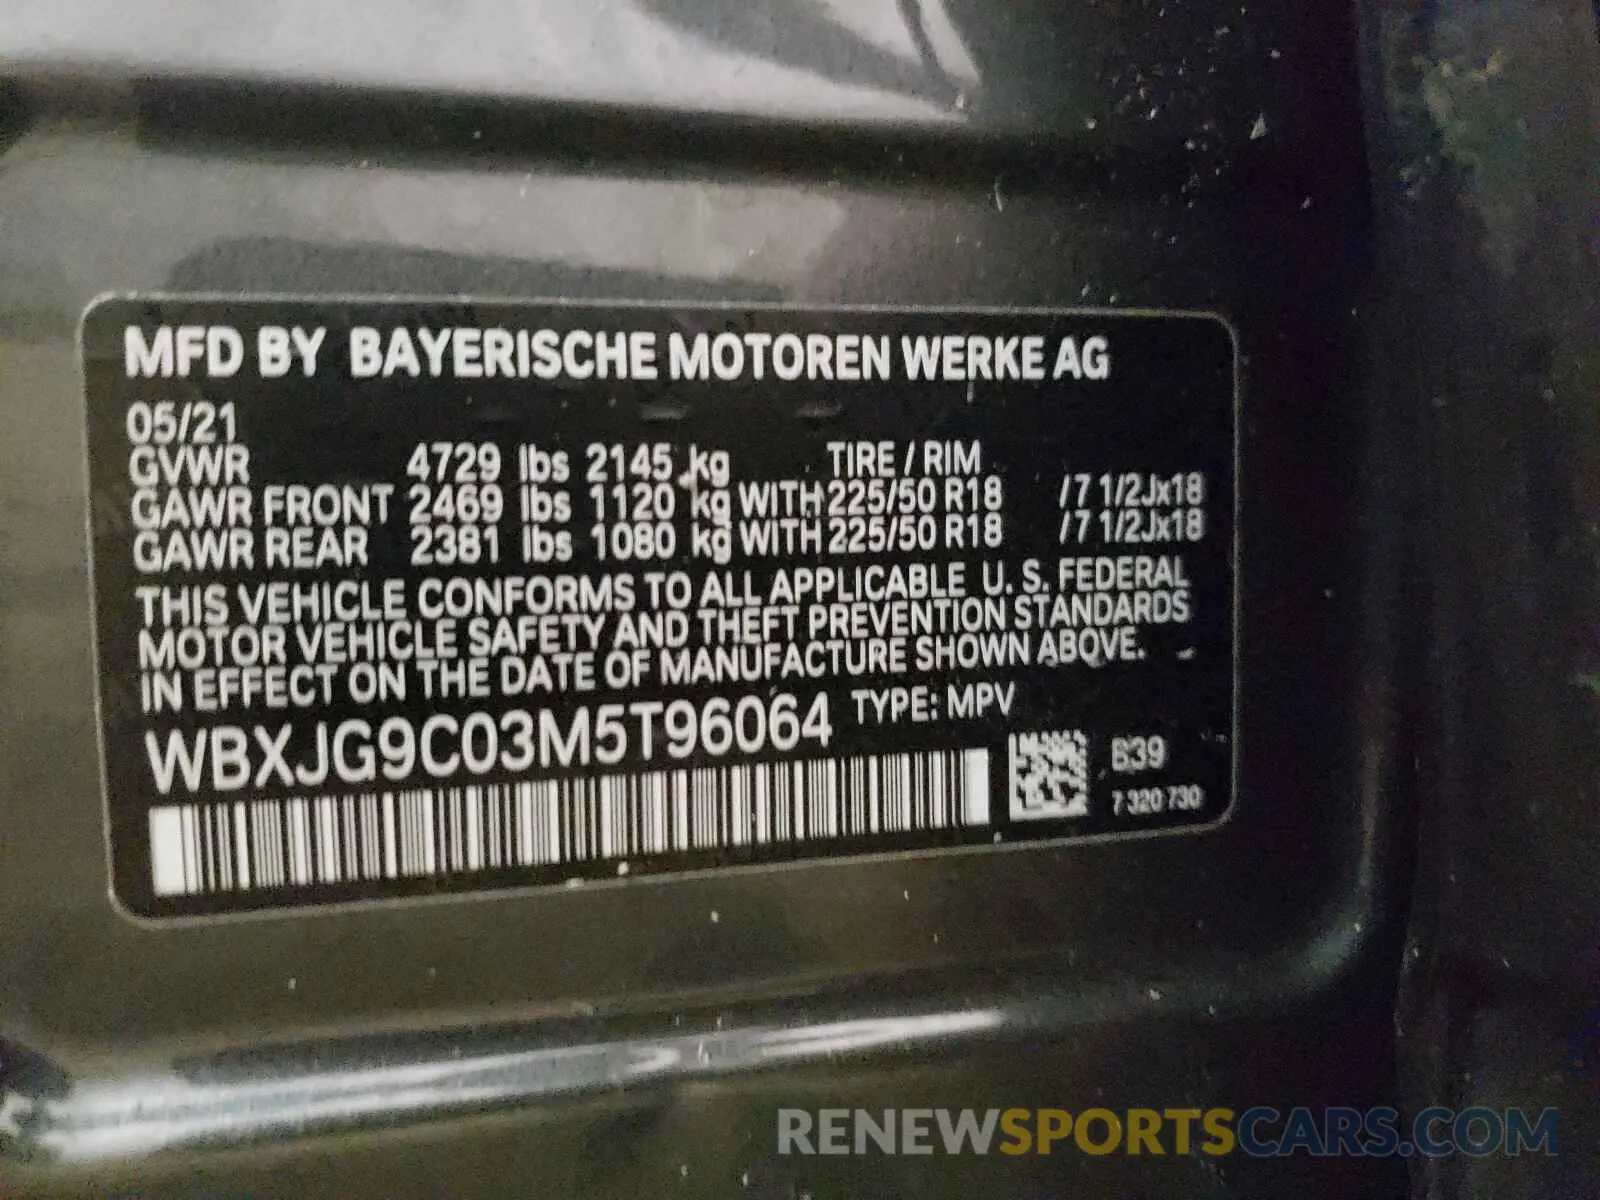 MFD BY BAYERISCHE MOTOREN WERKE AG
05/21
GVWR 4729 lbs 2145 kg TIRE / RIM
GAWR FRONT 2469 lbs 1120 kg WITH 225/50 R18 /7 1/2Jx18
GAWR REAR 2381 lbs 1080 kg WITH 225/50 R18 /7 1/2Jx18
THIS VEHICLE CONFORMS TO ALL APPLICABLE U. S. FEDERAL
MOTOR VEHICLE SAFETY AND THEFT PREVENTION STANDARDS
IN EFFECT ON THE DATE OF MANUFACTURE SHOWN ABOVE.
WBXJG9C03M5T96064 TYPE: MPV
B39
7 320 730
RENEWSPORTSCARS.COM